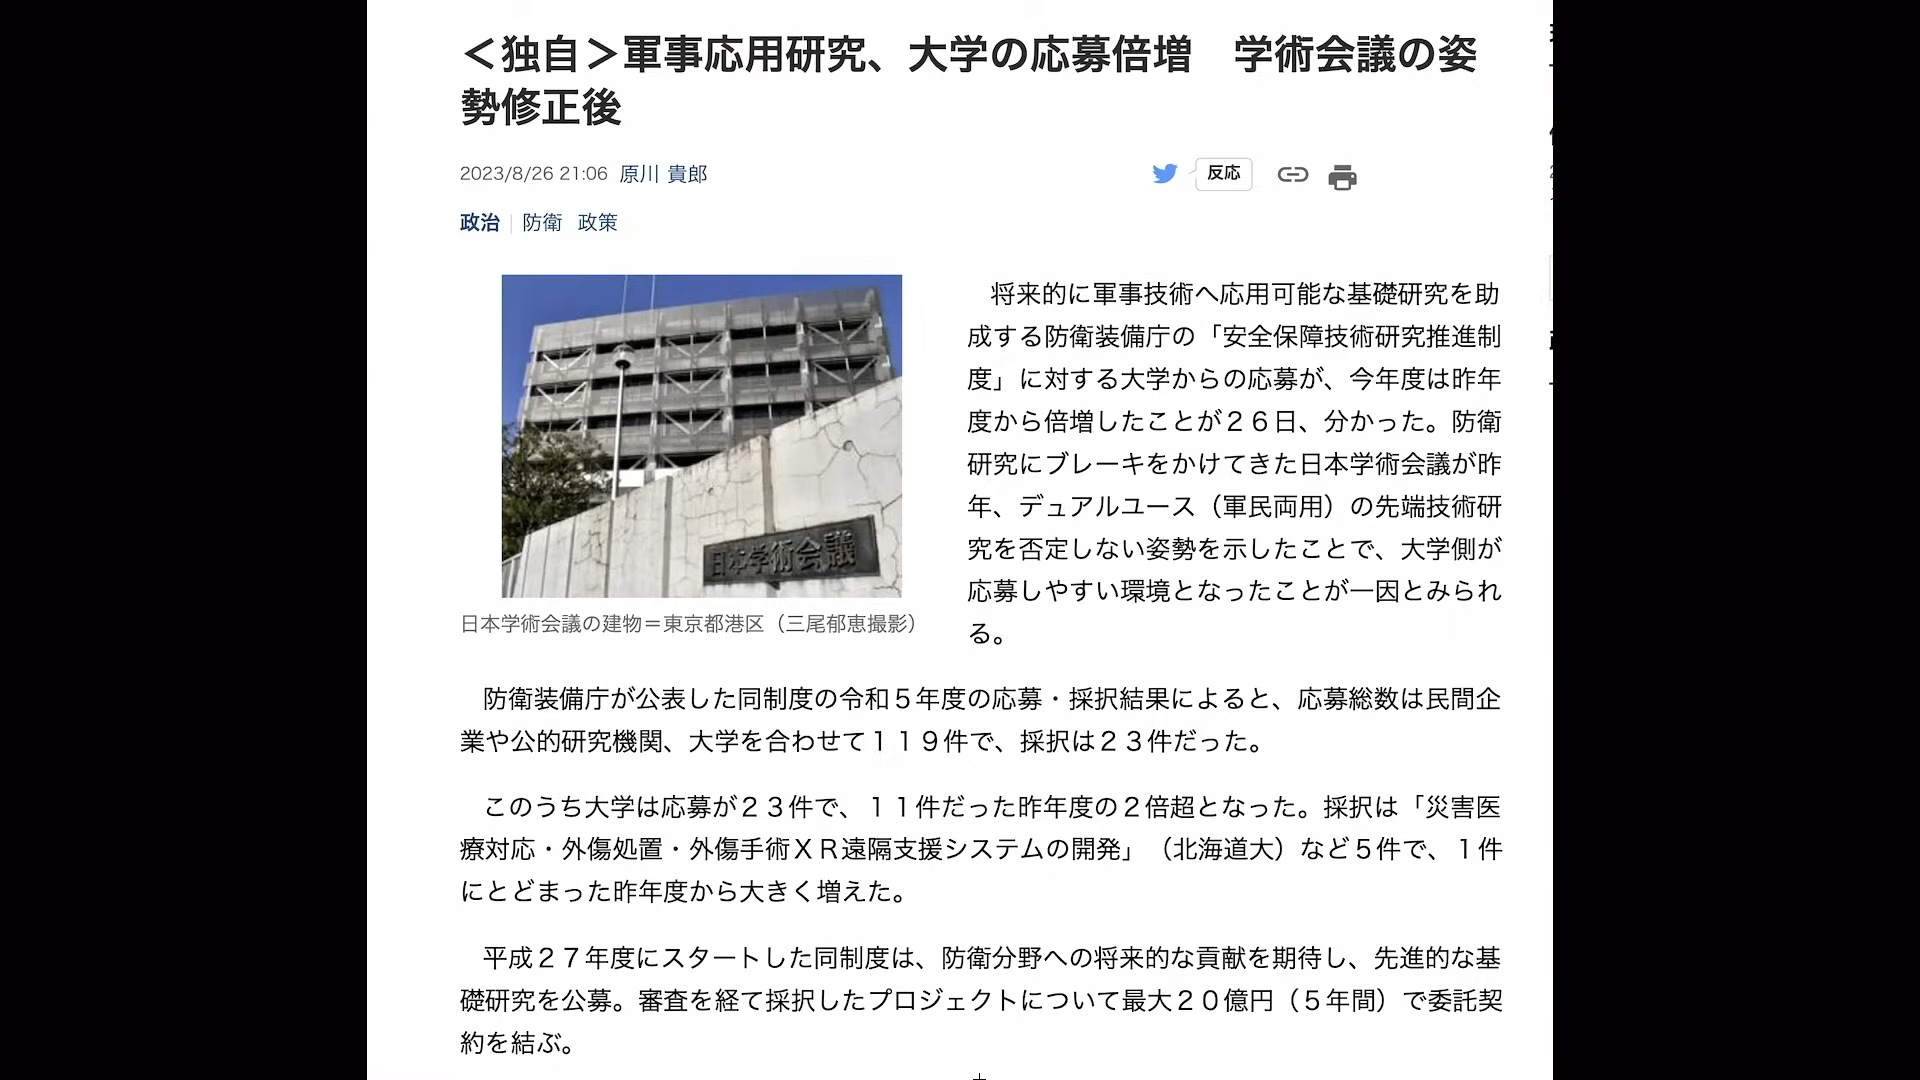 ＜独自＞軍事応用研究、大学の応募倍増　学術会議の姿
勢修正後
2023/8/26 21:06 原川 貴郎
反応
政治 防衛 政策
日本学術会議
日本学術会議の建物＝東京都港区（三尾郁恵撮影）
将来的に軍事技術へ応用可能な基礎研究を助
成する防衛装備庁の「安全保障技術研究推進制
度」に対する大学からの応募が、今年度は昨年
度から倍増したことが２６日、分かった。防衛
研究にブレーキをかけてきた日本学術会議が昨
年、デュアルユース（軍民両用）の先端技術研
究を否定しない姿勢を示したことで、大学側が
応募しやすい環境となったことが一因とみられ
る。
防衛装備庁が公表した同制度の令和５年度の応募・採択結果によると、応募総数は民間企
業や公的研究機関、大学を合わせて１１９件で、採択は２３件だった。
このうち大学は応募が２３件で、１１件だった昨年度の２倍超となった。採択は「災害医
療対応・外傷処置・外傷手術ＸＲ遠隔支援システムの開発」（北海道大）など５件で、１件
にとどまった昨年度から大きく増えた。
平成２７年度にスタートした同制度は、防衛分野への将来的な貢献を期待し、先進的な基
礎研究を公募。審査を経て採択したプロジェクトについて最大２０億円（５年間）で委託契
約を結ぶ。